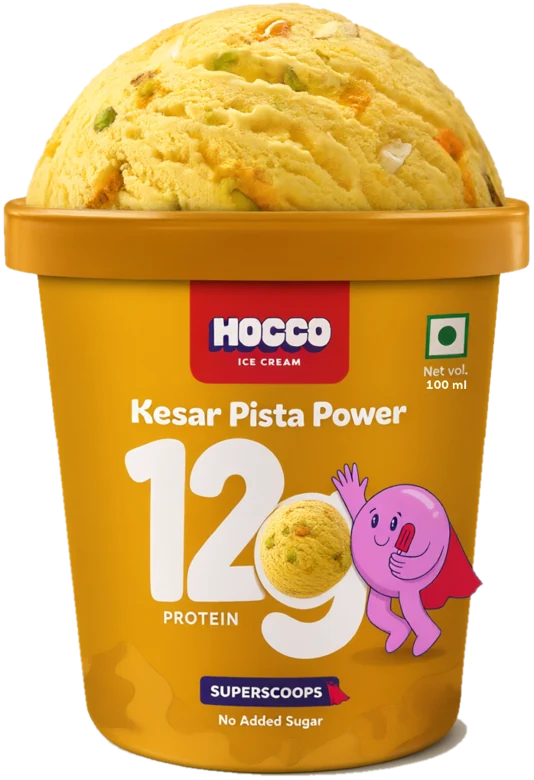 HOCCO
ICE CREAM
Net vol.
100 ml
Kesar Pista Power
12g
PROTEIN
SUPERSCOOPS
No Added Sugar